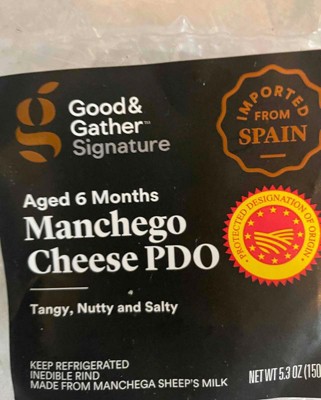 Good&
Gather™
Signature
IMPORTED
FROM
SPAIN
Aged 6 Months
Manchego
Cheese PDO
PROTECTED DESIGNATION OF ORIGIN
Tangy, Nutty and Salty
KEEP REFRIGERATED
INEDIBLE RIND
MADE FROM MANCHEGA SHEEP'S MILK
NET WT 5.3 OZ (150